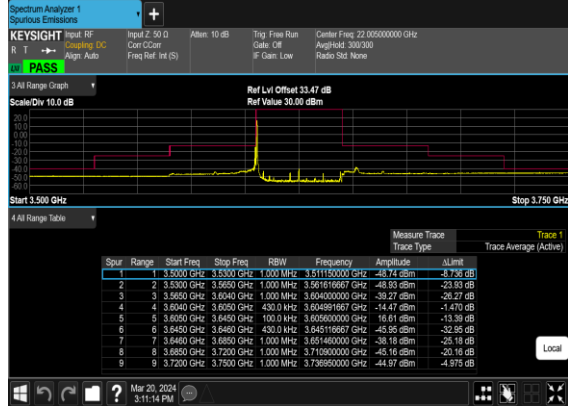 Spectrum Analyzer 1
Spurious Emissions
+
KEYSIGHT Input: RF Input Z: 50 Ω Atten: 10 dB Trig: Free Run Center Freq: 22.005000000 GHz
R T Coupling: DC Corr CCorr Gate: Off Avg|Hold: 300/300
Align: Auto Freq Ref: Int (S) IF Gain: Low Radio Std: None
PASS
3 All Range Graph
Ref Lvl Offset 33.47 dB
Scale/Div 10.0 dB Ref Value 30.00 dBm
20.0
10.0
0.00
-10.0
-20.0
-30.0
-40.0
-50.0
-60.0
Start 3.500 GHz Stop 3.750 GHz
4 All Range Table
Measure Trace Trace 1
Trace Type Trace Average (Active)
Spur Range Start Freq Stop Freq RBW Frequency Amplitude ΔLimit
1 1 3.5000 GHz 3.5300 GHz 1.000 MHz 3.511150000 GHz -48.74 dBm -8.736 dB
2 2 3.5300 GHz 3.5650 GHz 1.000 MHz 3.561616667 GHz -48.93 dBm -23.93 dB
3 3 3.5650 GHz 3.6040 GHz 1.000 MHz 3.604000000 GHz -39.27 dBm -26.27 dB
4 4 3.6040 GHz 3.6050 GHz 430.0 kHz 3.604991667 GHz -14.47 dBm -1.470 dB
5 5 3.6050 GHz 3.6450 GHz 100.0 kHz 3.605600000 GHz 16.61 dBm -13.39 dB
6 6 3.6450 GHz 3.6460 GHz 430.0 kHz 3.645116667 GHz -45.95 dBm -32.95 dB
7 7 3.6460 GHz 3.6850 GHz 1.000 MHz 3.651460000 GHz -38.18 dBm -25.18 dB
8 8 3.6850 GHz 3.7200 GHz 1.000 MHz 3.710900000 GHz -45.16 dBm -20.16 dB
9 9 3.7200 GHz 3.7500 GHz 1.000 MHz 3.736950000 GHz -44.97 dBm -4.975 dB
Local
? Mar 20, 2024
3:11:14 PM